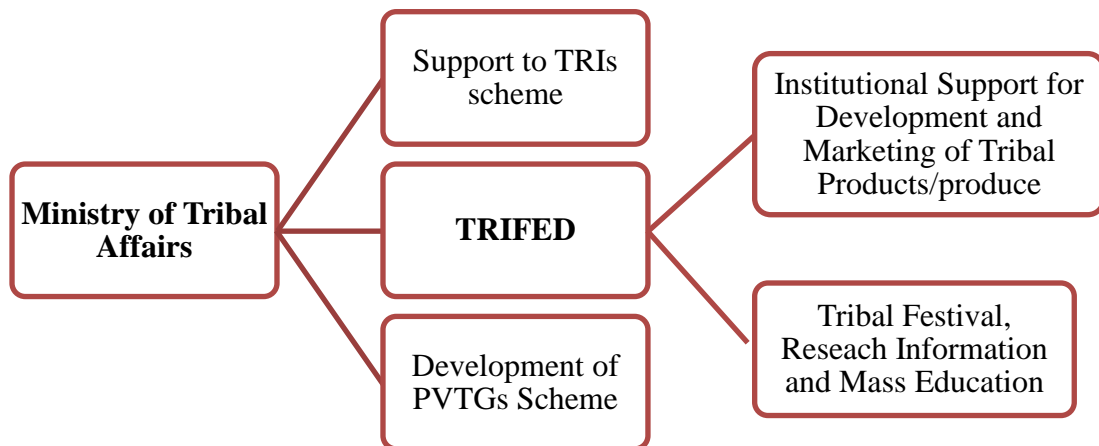 Ministry of Tribal
Affairs
Support to TRIs
scheme
TRIFED
Development of
PVTGs Scheme
Institutional Support for
Development and
Marketing of Tribal
Products/produce
Tribal Festival,
Reseach Information
and Mass Education